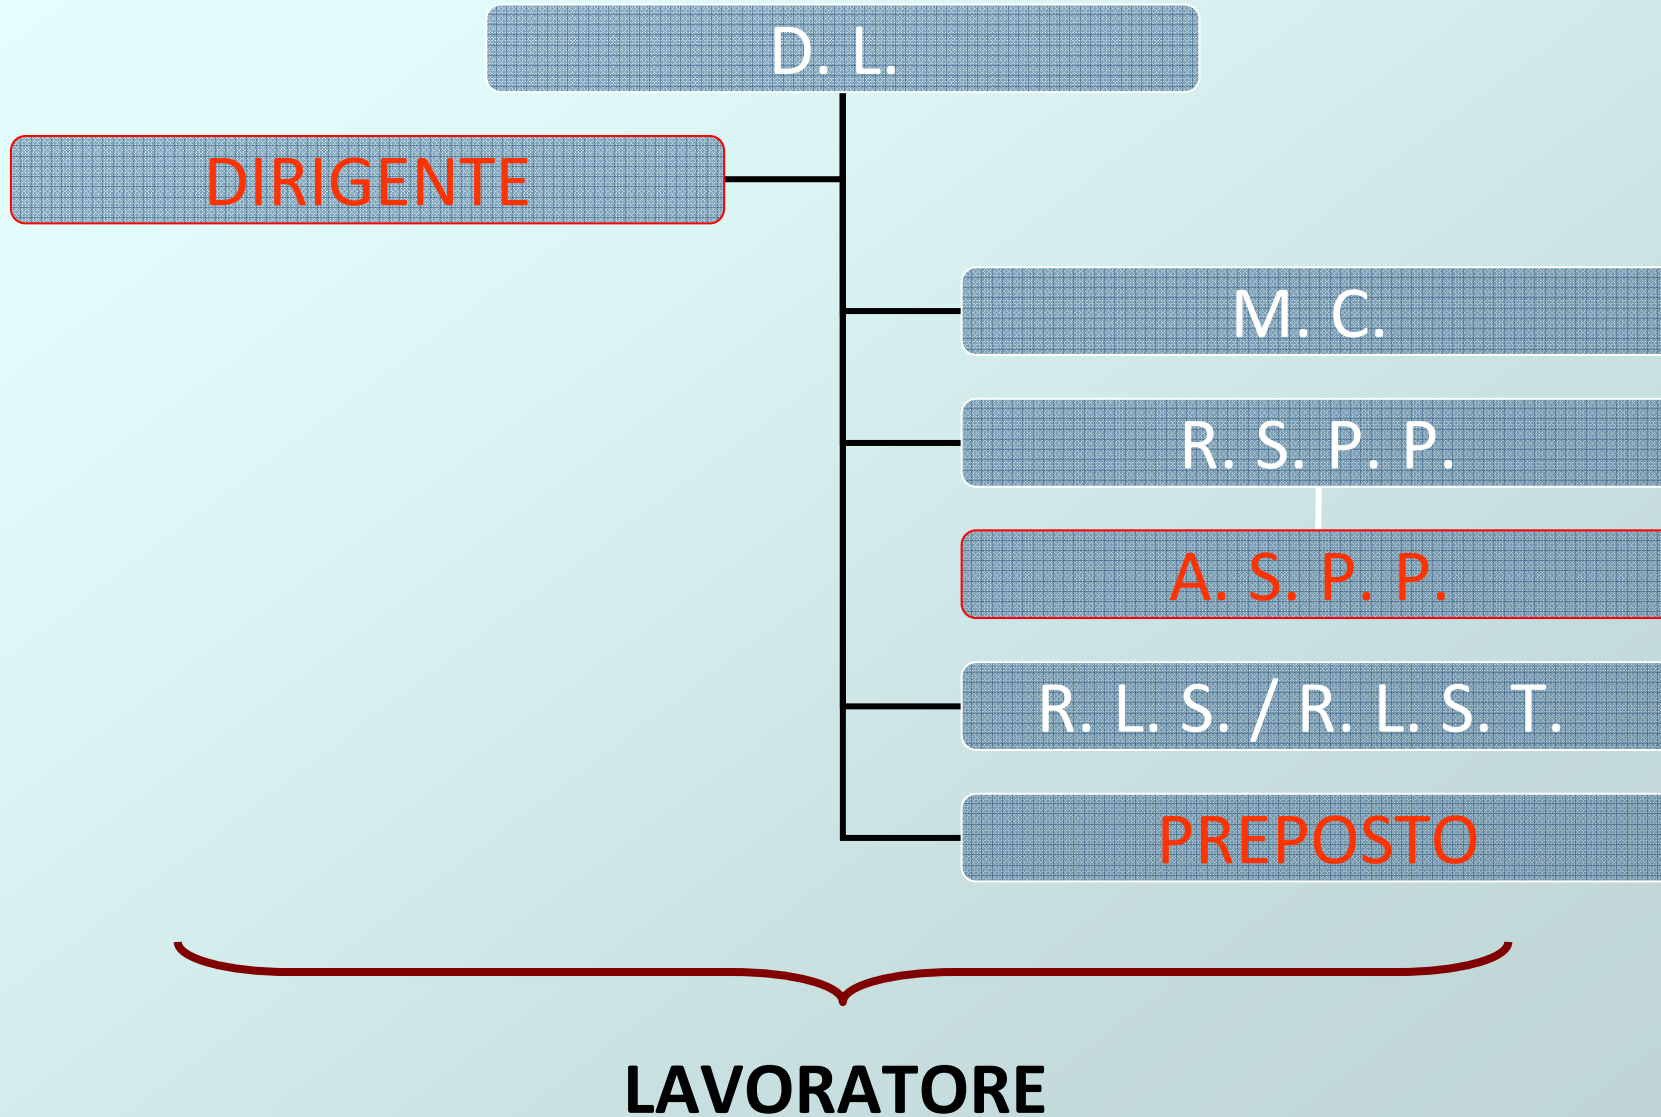 D. L.
DIRIGENTE
M. C.
R. S. P. P.
A. S. P. P.
R. L. S. / R. L. S. T.
PREPOSTO
LAVORATORE